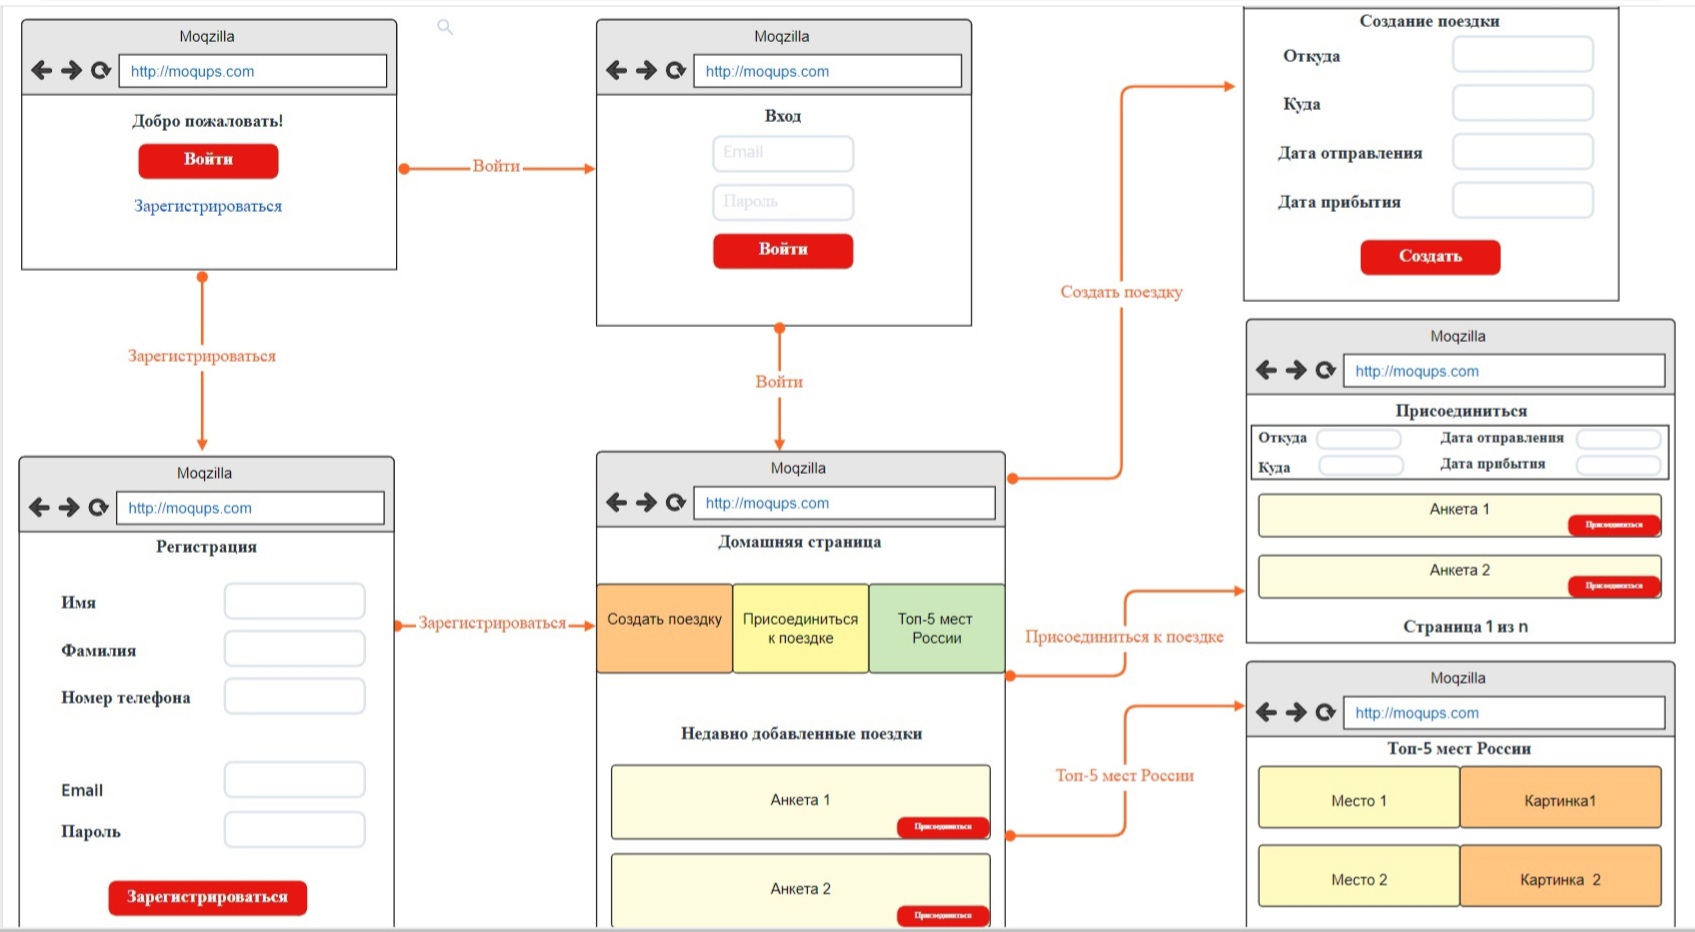 Moqzilla
http://moqups.com
Добро пожаловать!
Войти
Зарегистрироваться
Войти
Moqzilla
http://moqups.com
Вход
Email
Пароль
Войти
Создание поездки
Откуда
Куда
Дата отправления
Дата прибытия
Создать
Зарегистрироваться
Войти
Создать поездку
Moqzilla
http://moqups.com
Регистрация
Имя
Фамилия
Номер телефона
Email
Пароль
Зарегистрироваться
Зарегистрироваться
Moqzilla
http://moqups.com
Домашняя страница
Создать поездку
Присоединиться
к поездке
Топ-5 мест
России
Недавно добавленные поездки
Анкета 1
Присоединиться
Анкета 2
Присоединиться
Присоединиться к поездке
Топ-5 мест России
Moqzilla
http://moqups.com
Присоединиться
Откуда
Дата отправления
Куда
Дата прибытия
Анкета 1
Присоединиться
Анкета 2
Присоединиться
Страница 1 из n
Moqzilla
http://moqups.com
Топ-5 мест России
Место 1
Картинка1
Место 2
Картинка 2